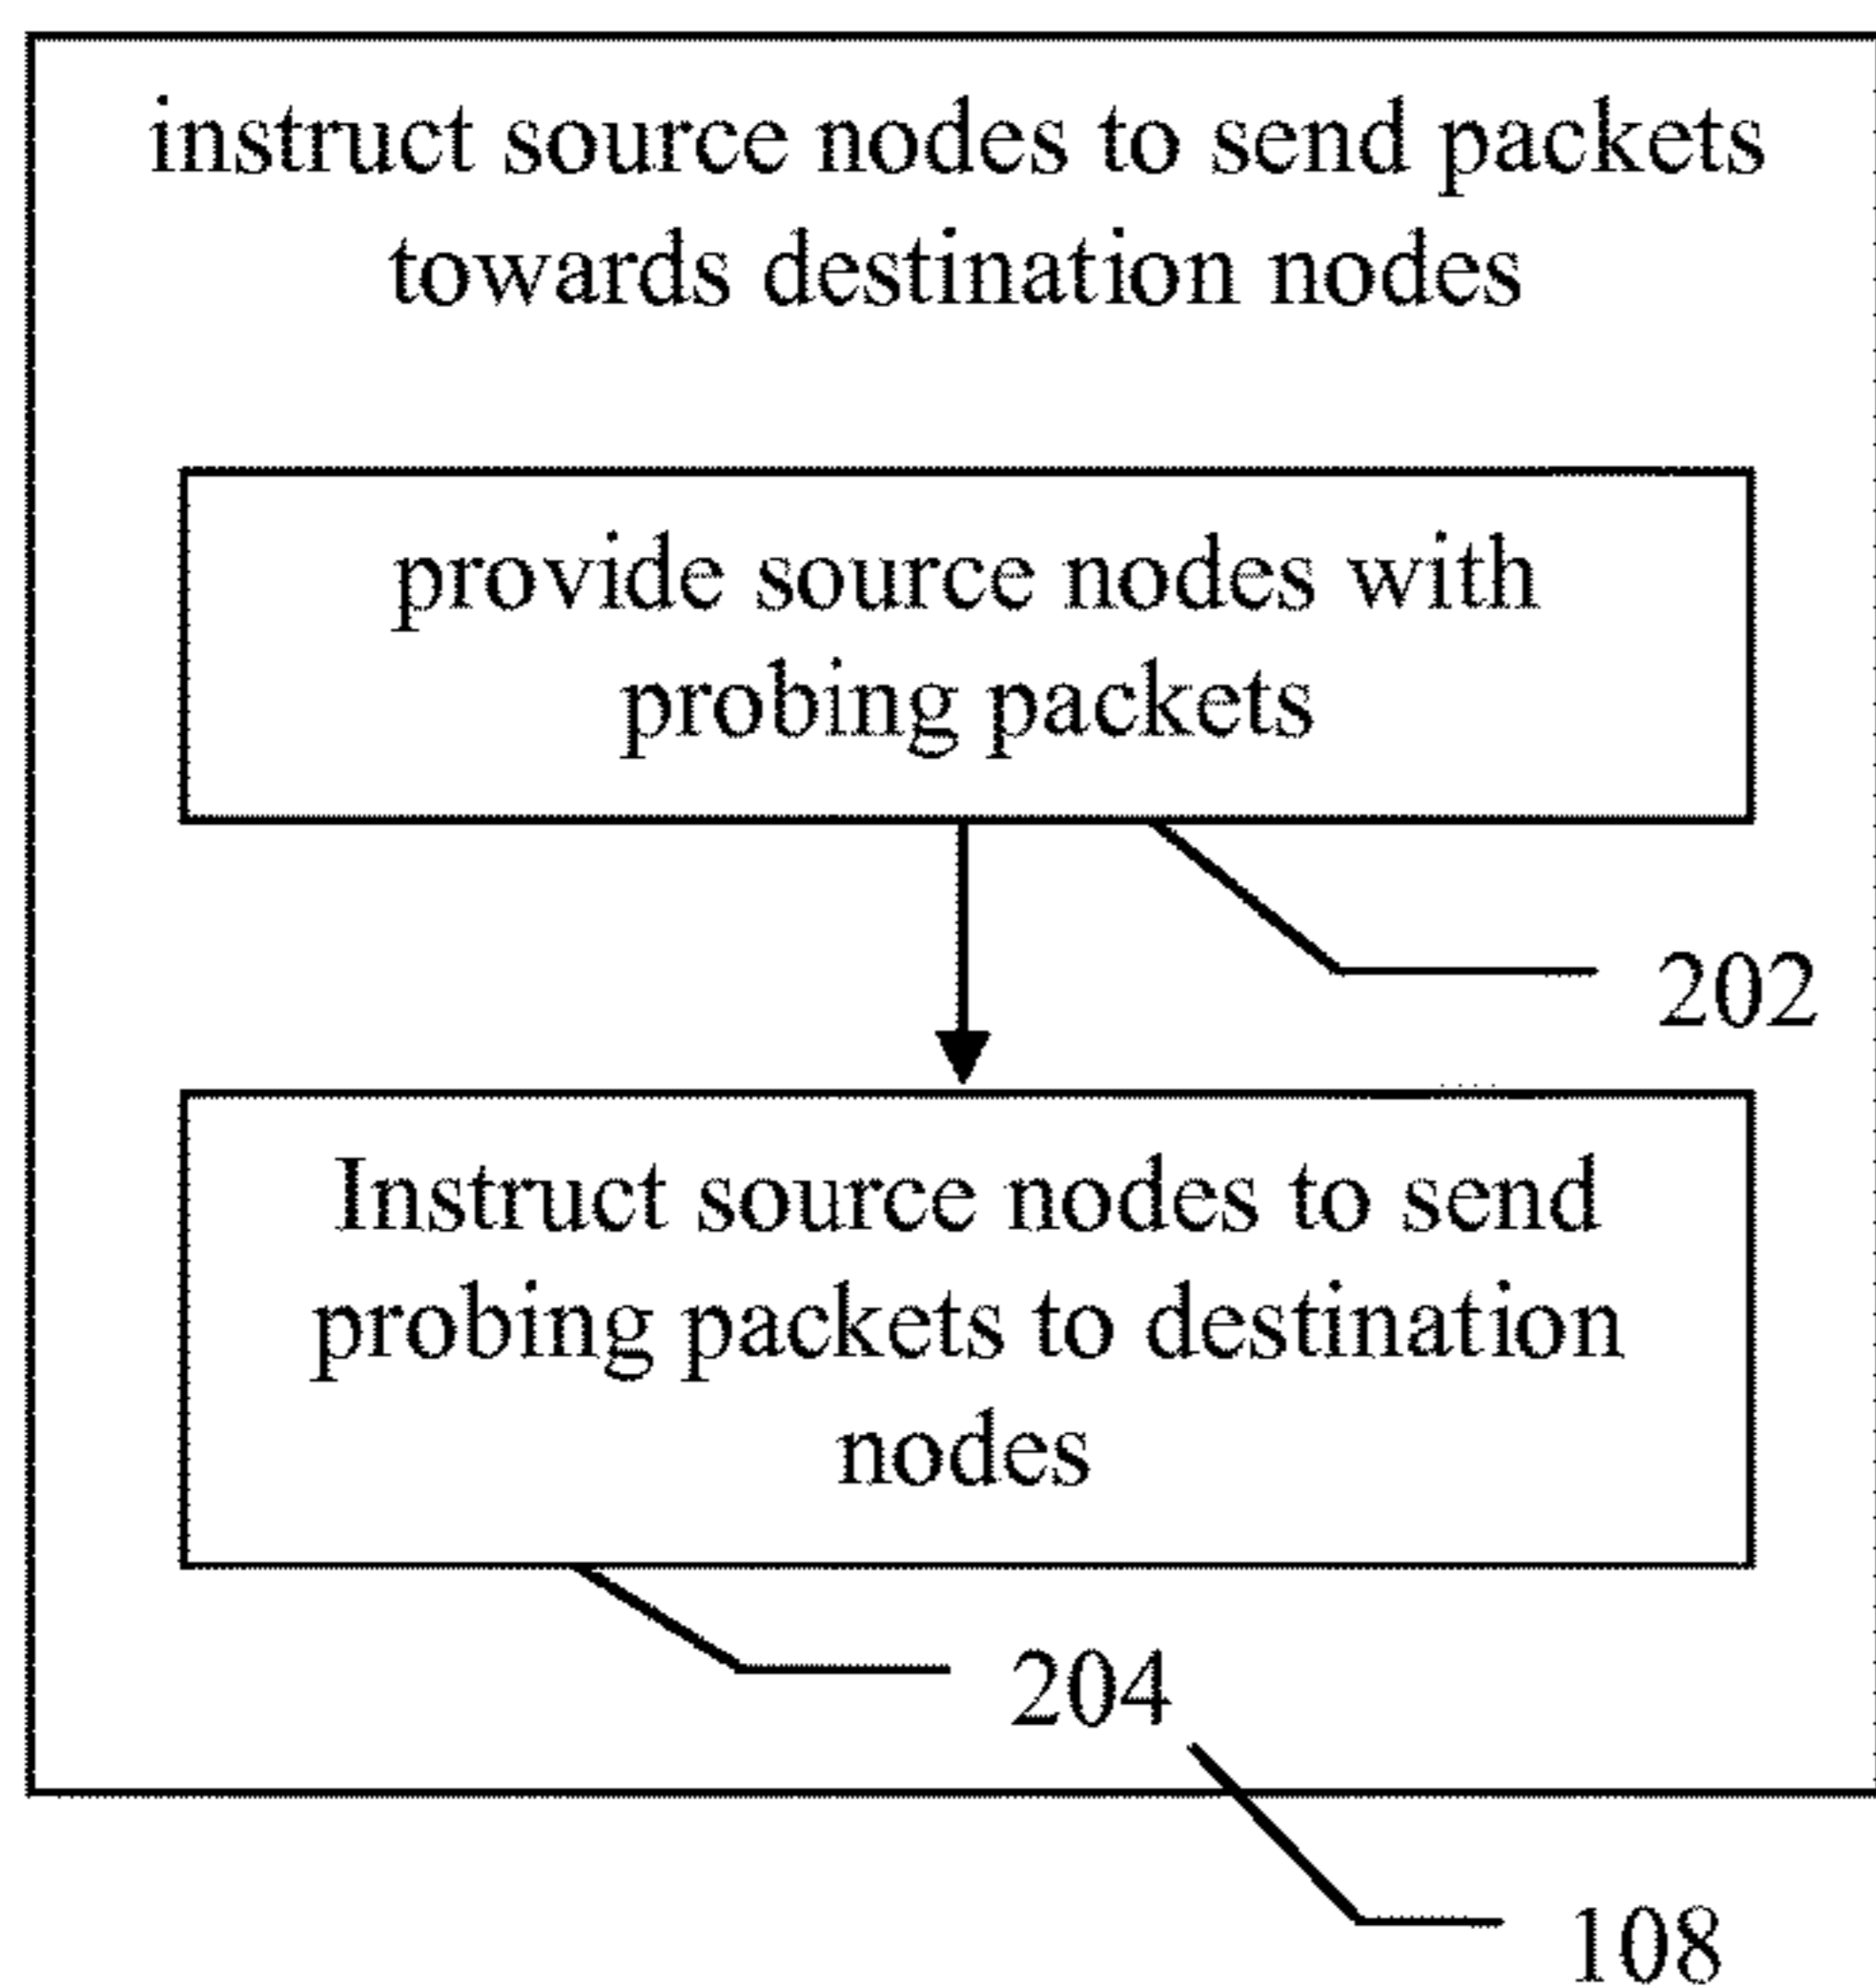 instruct source nodes to send packets
towards destination nodes
provide source nodes with
probing packets
202
Instruct source nodes to send
probing packets to destination
nodes
204
108